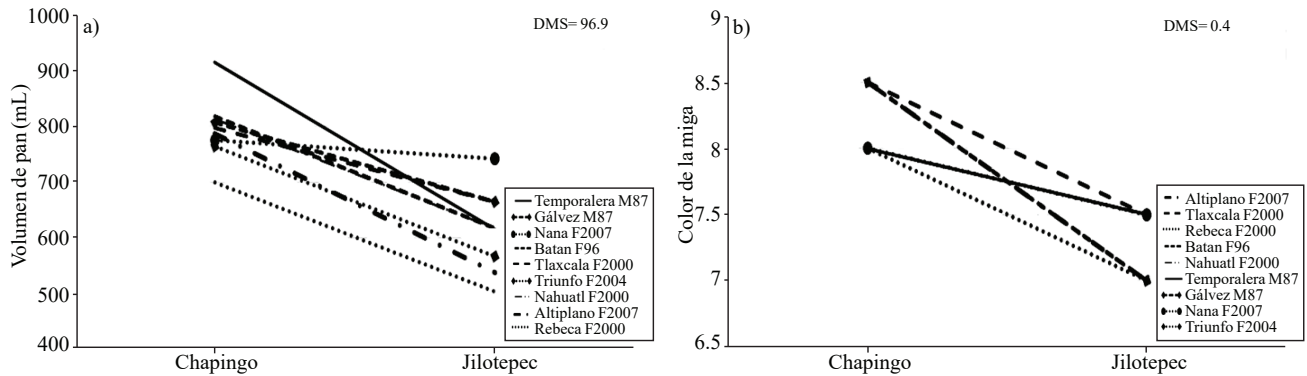 a)
DMS= 96.9
Volumen de pan (mL)
1000
900
800
700
600
500
400
Chapingo
Jilotepec
Temporalera M87
Gálvez M87
Nana F2007
Batan F96
Tlaxcala F2000
Triunfo F2004
Nahuatl F2000
Altiplano F2007
Rebeca F2000
b)
DMS= 0.4
Color de la miga
9
8.5
8
7.5
7
6.5
Chapingo
Jilotepec
Altiplano F2007
Tlaxcala F2000
Rebeca F2000
Batan F96
Nahuatl F2000
Temporalera M87
Gálvez M87
Nana F2007
Triunfo F2004